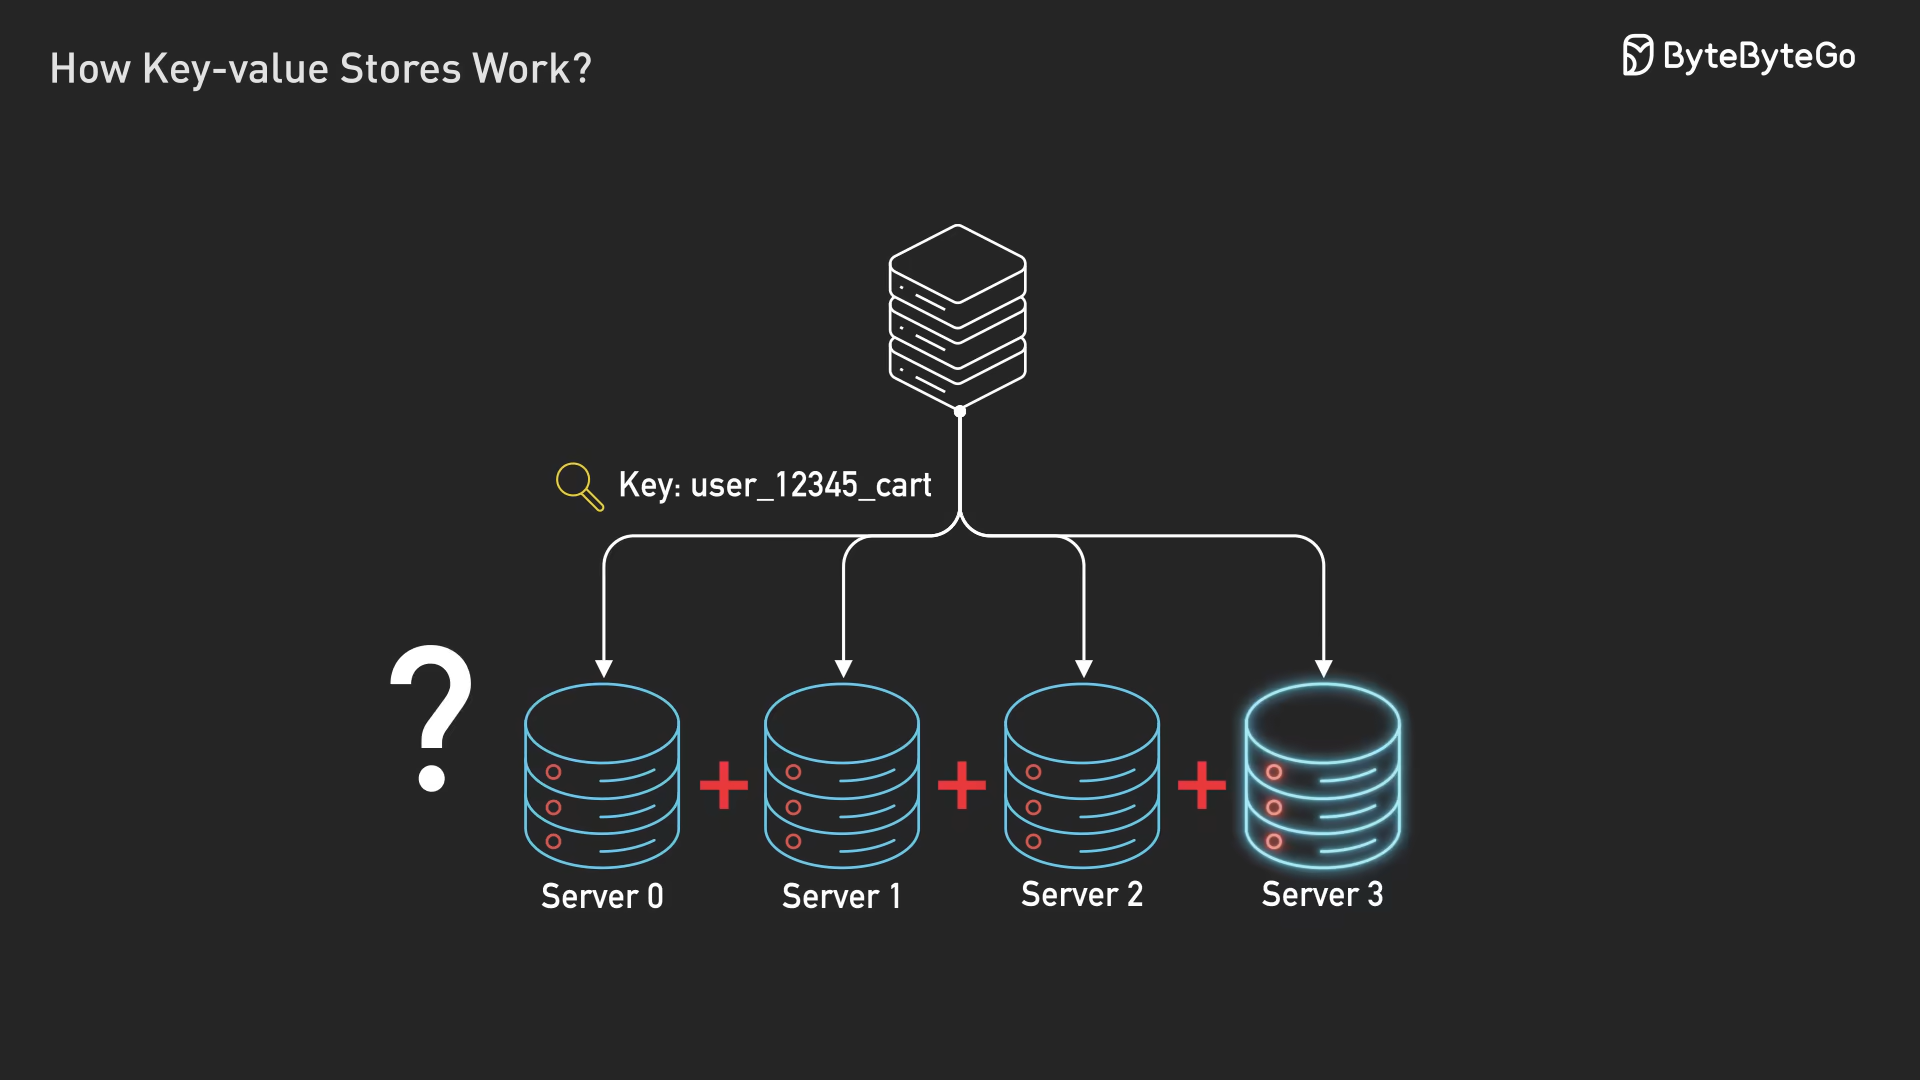 How Key-value Stores Work?
ByteByteGo
Key: user_12345_cart
?
+ + +
Server 0
Server 1
Server 2
Server 3